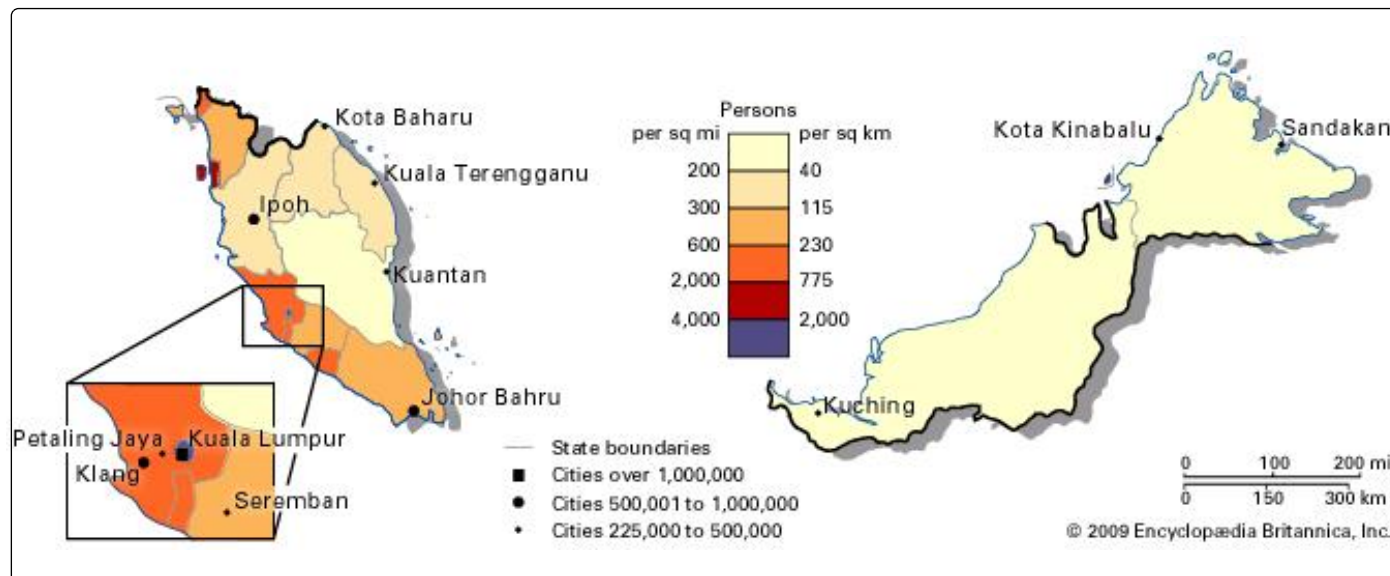 Kota Baharu
Kuala Terengganu
Ipoh
Kuantan
Johor Bahru
Petaling Jaya
Kuala Lumpur
Klang
Seremban
Persons
per sq mi per sq km
200 40
300 115
600 230
2,000 775
4,000 2,000
State boundaries
Cities over 1,000,000
Cities 500,001 to 1,000,000
Cities 225,000 to 500,000
Kota Kinabalu
Sandakan
Kuching
0 100 200 mi
0 150 300 km
© 2009 Encyclopædia Britannica, Inc.